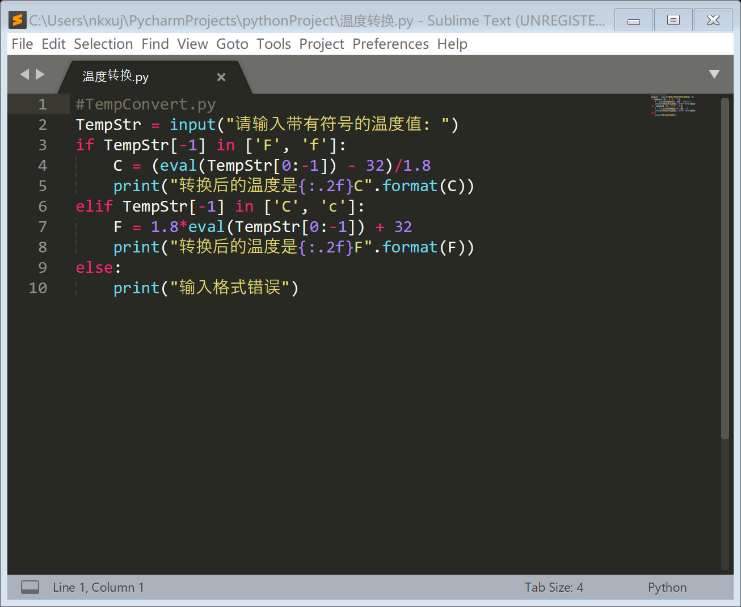 C:\Users\nkxuj\PycharmProjects\pythonProject\温度转换.py - Sublime Text (UNREGISTE...
File Edit Selection Find View Goto Tools Project Preferences Help
温度转换.py
1 #TempConvert.py
2 TempStr = input("请输入带有符号的温度值: ")
3 if TempStr[-1] in ['F', 'f']:
4     C = (eval(TempStr[0:-1]) - 32)/1.8
5     print("转换后的温度是{:.2f}C".format(C))
6 elif TempStr[-1] in ['C', 'c']:
7     F = 1.8*eval(TempStr[0:-1]) + 32
8     print("转换后的温度是{:.2f}F".format(F))
9 else:
10     print("输入格式错误")
Line 1, Column 1 Tab Size: 4 Python